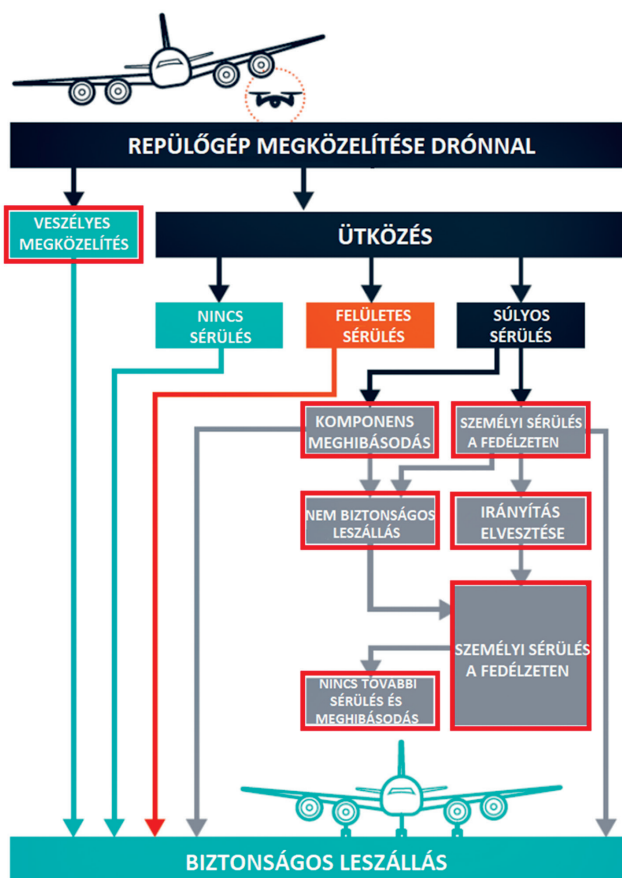 REPÜLŐGÉP MEGKÖZELÍTÉSE DRÓNNAL
VESZÉLYES
MEGKÖZELÍTÉS
ÜTKÖZÉS
NINCS
SÉRÜLÉS
FELÜLETES
SÉRÜLÉS
SÚLYOS
SÉRÜLÉS
KOMPONENS
MEGHIBÁSODÁS
SZEMÉLYI SÉRÜLÉS
A FEDÉLZETEN
NEM BIZTONSÁGOS
LESZÁLLÁS
IRÁNYÍTÁS
ELVESZTÉSE
SZEMÉLYI SÉRÜLÉS
A FEDÉLZETEN
NINCS TOVÁBBI
SÉRÜLÉS ÉS
MEGHIBÁSODÁS
BIZTONSÁGOS LESZÁLLÁS